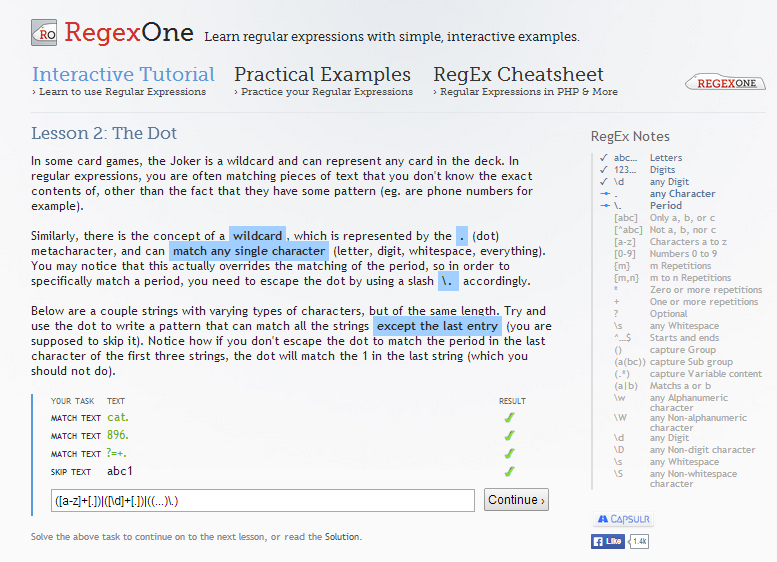 RO RegexOne Learn regular expressions with simple, interactive examples.
Interactive Tutorial Practical Examples RegEx Cheatsheet
› Learn to use Regular Expressions › Practice your Regular Expressions › Regular Expressions in PHP & More
REGEXONE
Lesson 2: The Dot
In some card games, the Joker is a wildcard and can represent any card in the deck. In
regular expressions, you are often matching pieces of text that you don't know the exact
contents of, other than the fact that they have some pattern (eg. are phone numbers for
example).
Similarly, there is the concept of a wildcard, which is represented by the . (dot)
metacharacter, and can match any single character (letter, digit, whitespace, everything).
You may notice that this actually overrides the matching of the period, so in order to
specifically match a period, you need to escape the dot by using a slash \. accordingly.
Below are a couple strings with varying types of characters, but of the same length. Try and
use the dot to write a pattern that can match all the strings except the last entry (you are
supposed to skip it). Notice how if you don't escape the dot to match the period in the last
character of the first three strings, the dot will match the 1 in the last string (which you
should not do).
YOUR TASK TEXT RESULT
MATCH TEXT cat.
MATCH TEXT 896.
MATCH TEXT ?=+.
SKIP TEXT abc1
([a-z]+[.])|([\d]+[.])|((...)\.) Continue ›
Solve the above task to continue on to the next lesson, or read the Solution.
RegEx Notes
✓ abc... Letters
✓ 123... Digits
✓ \d any Digit
. any Character
\. Period
[abc] Only a, b, or c
[^abc] Not a, b, nor c
[a-z] Characters a to z
[0-9] Numbers 0 to 9
{m} m Repetitions
{m,n} m to n Repetitions
* Zero or more repetitions
+ One or more repetitions
? Optional
\s any Whitespace
^...$ Starts and ends
() capture Group
(a(bc)) capture Sub group
(.*) capture Variable content
(a|b) Matchs a or b
\w any Alphanumeric
character
\W any Non-alphanumeric
character
\d any Digit
\D any Non-digit character
\s any Whitespace
\S any Non-whitespace
character
CAPSULR
Like 1.4k